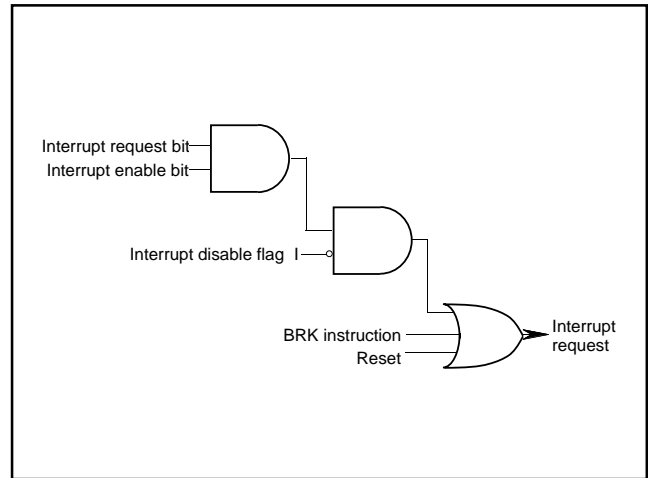 Interrupt request bit
Interrupt enable bit
Interrupt disable flag I
BRK instruction
Reset
Interrupt
request